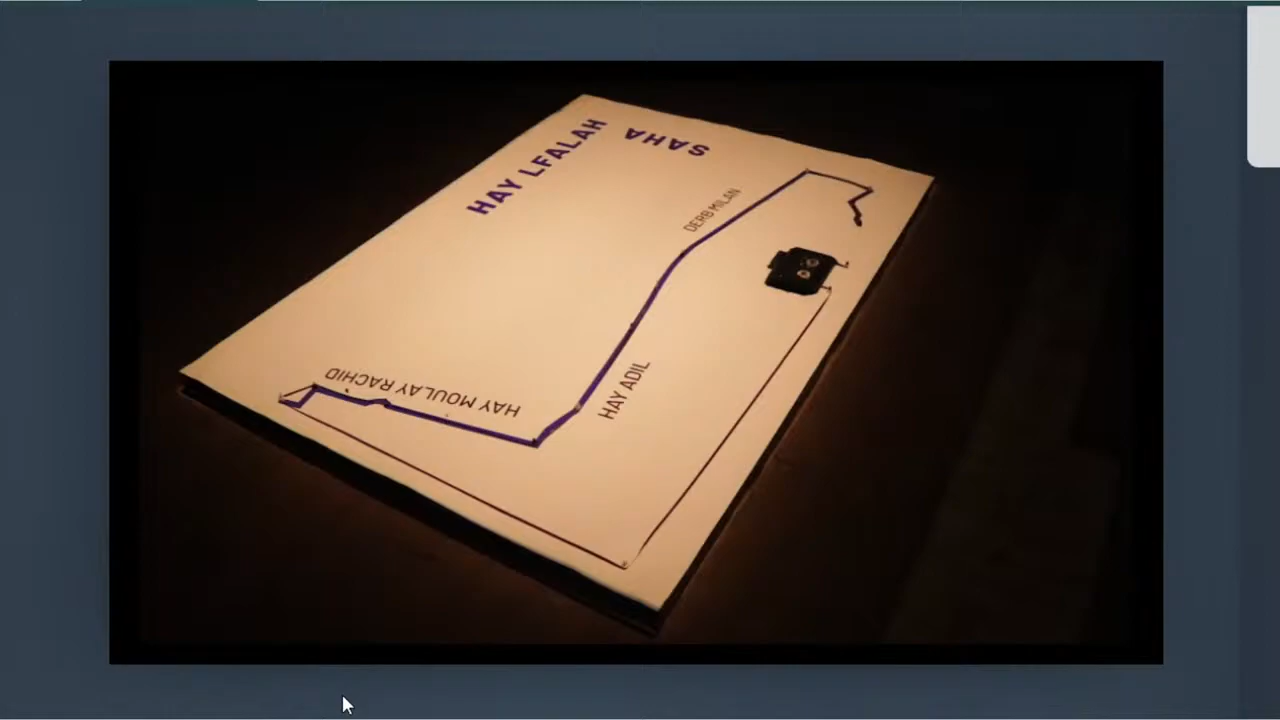 HAY LFALAH
SAHA
DERB MILAN
HAY ADIL
HAY MOULAY RACHID